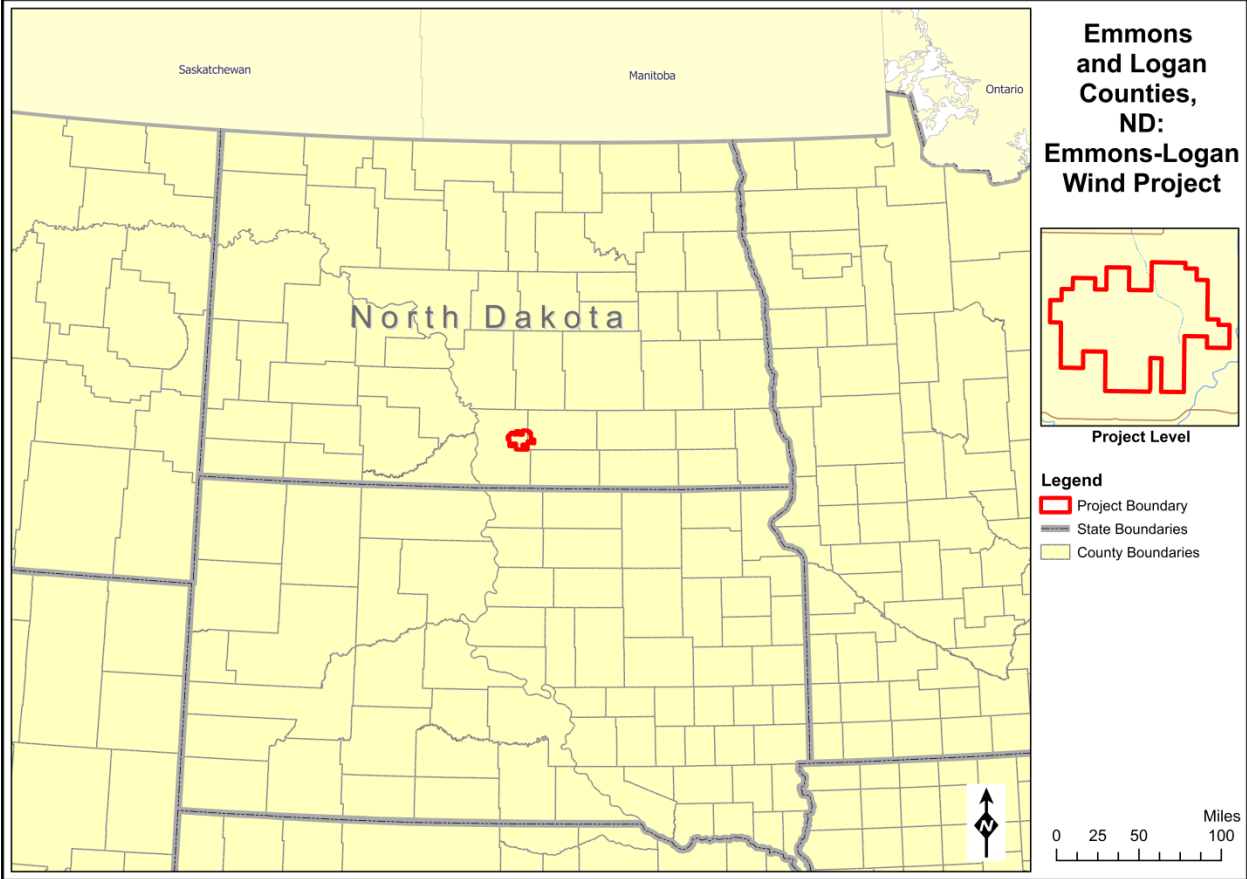 Saskatchewan
Manitoba
Ontario
North Dakota
N
Emmons
and Logan
Counties,
ND:
Emmons-Logan
Wind Project
Project Level
Legend
Project Boundary
State Boundaries
County Boundaries
Miles
0 25 50 100